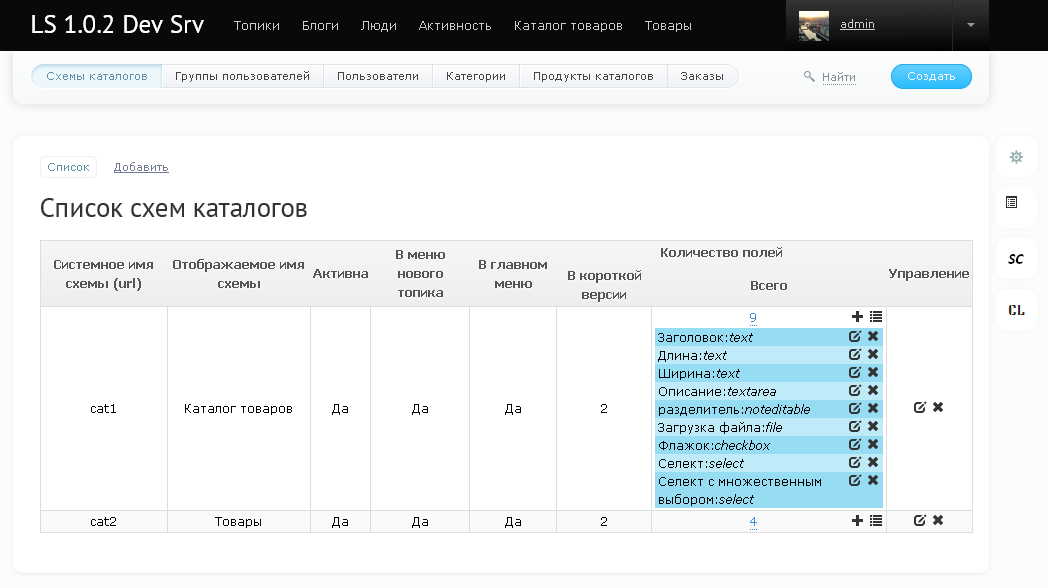 LS 1.0.2 Dev Srv Топики Блоги Люди Активность Каталог товаров Товары admin
Схемы каталогов Группы пользователей Пользователи Категории Продукты каталогов Заказы Найти Создать
Список Добавить
Список схем каталогов
Системное имя схемы (url) Отображаемое имя схемы Активна В меню нового топика В главном меню В короткой версии Количество полей Всего Управление
9
Заголовок:text
Длина:text
Ширина:text
Описание:textarea
cat1 Каталог товаров Да Да Да 2 разделитель:noteditable
Загрузка файла:file
Флажок:checkbox
Селект:select
Селект с множественным
выбором:select
cat2 Товары Да Да Да 2 4
SC
CL